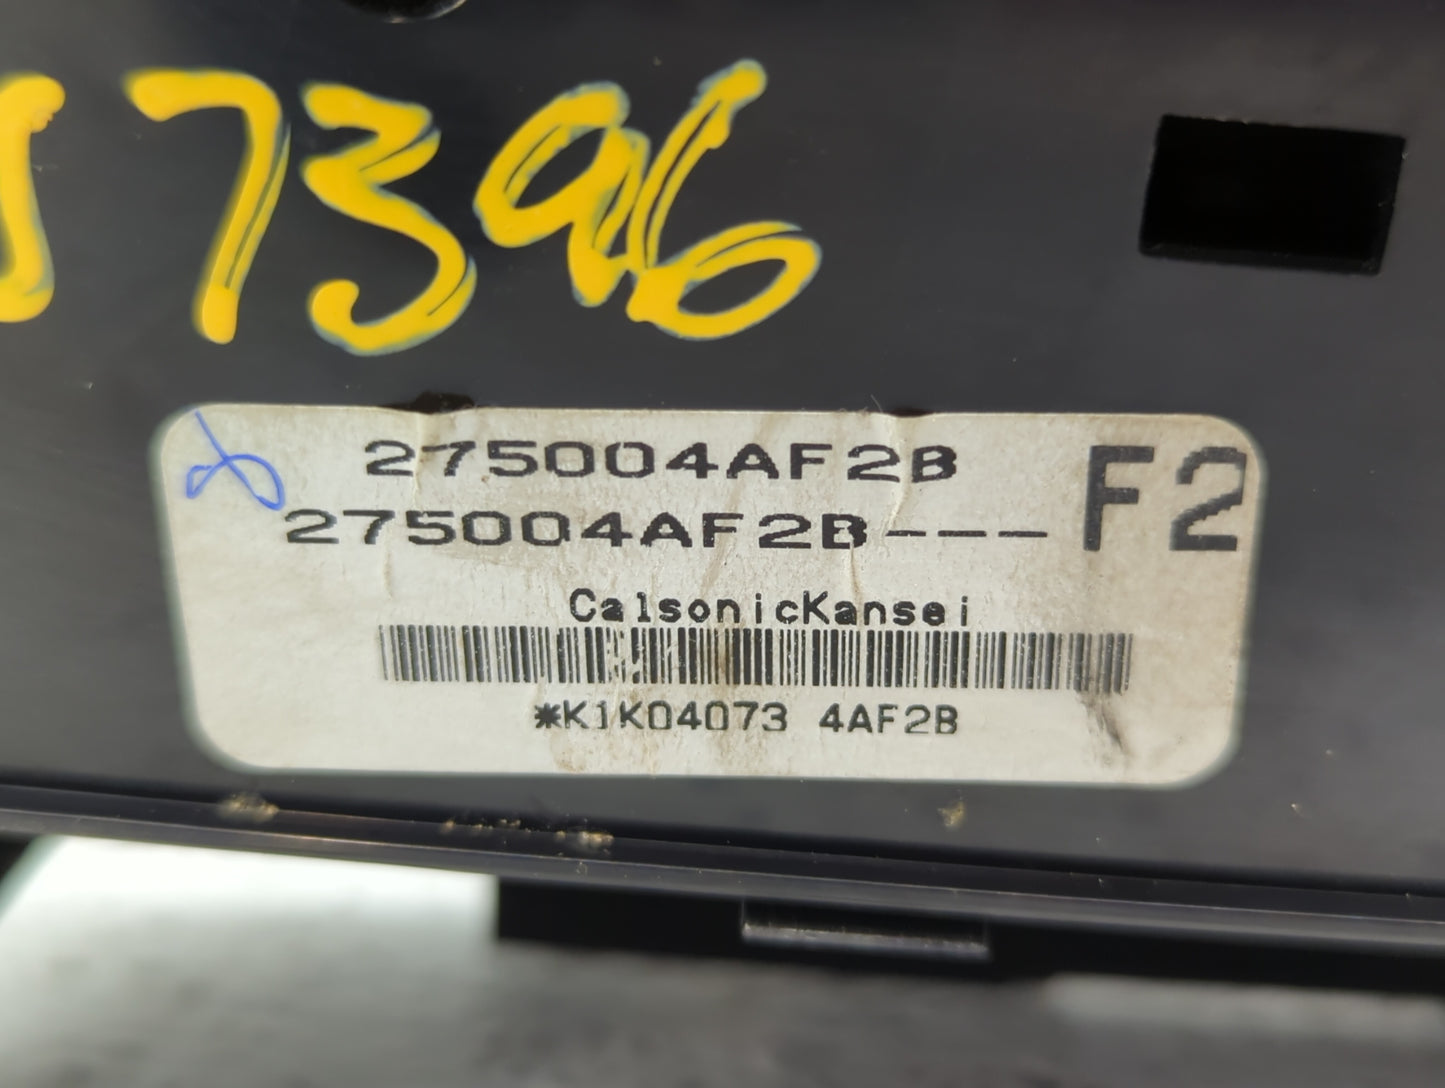 7396
275004AF2B
F2
275004AF2B---
CalsonicKansei
*K1K04073 4AF2B